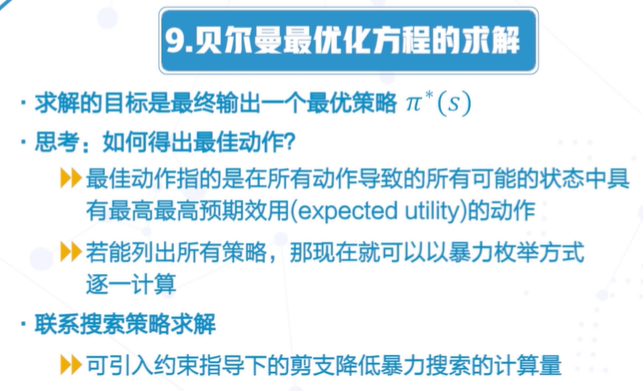 9.贝尔曼最优化方程的求解
· 求解的目标是最终输出一个最优策略 π*(s)
· 思考：如何得出最佳动作?
最佳动作指的是在所有动作导致的所有可能的状态中具
有最高最高预期效用(expected utility)的动作
若能列出所有策略，那现在就可以以暴力枚举方式
逐一计算
· 联系搜索策略求解
可引入约束指导下的剪支降低暴力搜索的计算量